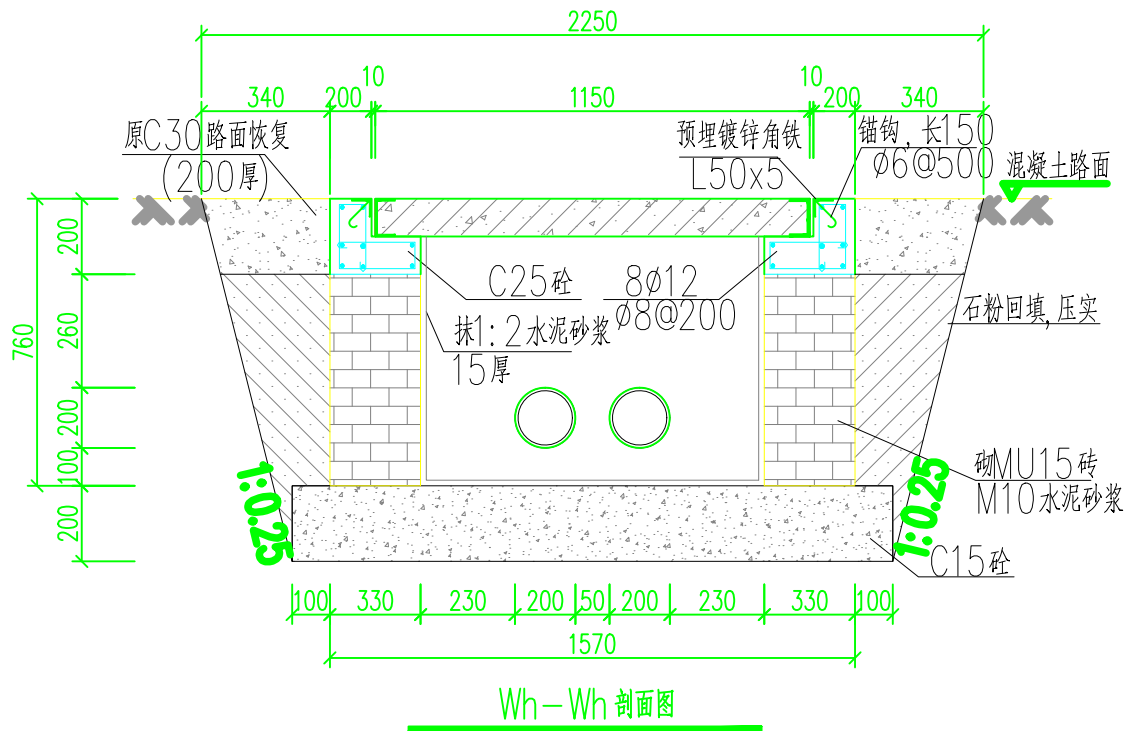 2250
10
10
340
200
1150
200
340
原C30路面恢复
(200厚)
预埋镀锌角铁
L50x5
锚钩,长150
Ø6@500
混凝土路面
200
760
260
200
100
200
C25砼
8Ø12
Ø8@200
抹1:2水泥砂浆
15厚
石粉回填,压实
砌MU15砖
M10水泥砂浆
1:0.25
1:0.25
C15砼
100
330
230
200
50
200
230
330
100
1570
Wh-Wh剖面图